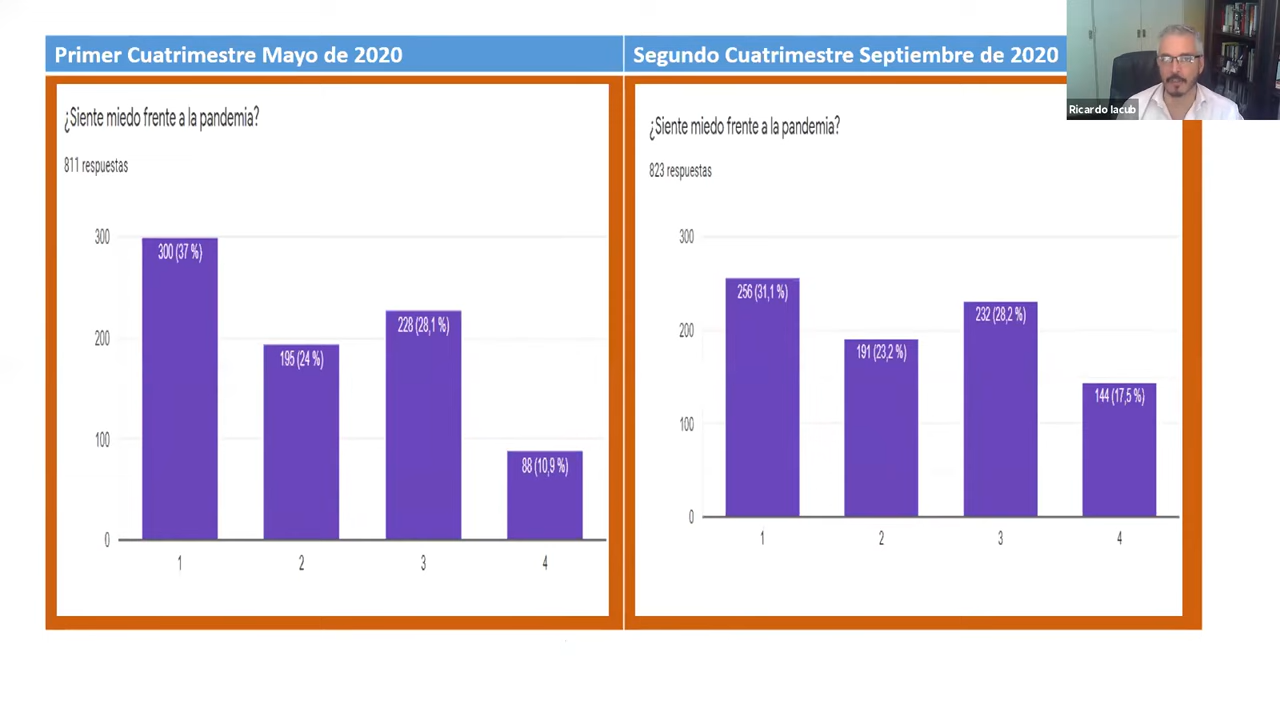 Primer Cuatrimestre Mayo de 2020
Segundo Cuatrimestre Septiembre de 2020
Ricardo Iacub
¿Siente miedo frente a la pandemia?
811 respuestas
300
200
100
0
300 (37 %)
195 (24 %)
228 (28,1 %)
88 (10,9 %)
1
2
3
4
¿Siente miedo frente a la pandemia?
823 respuestas
300
200
100
0
256 (31,1 %)
191 (23,2 %)
232 (28,2 %)
144 (17,5 %)
1
2
3
4